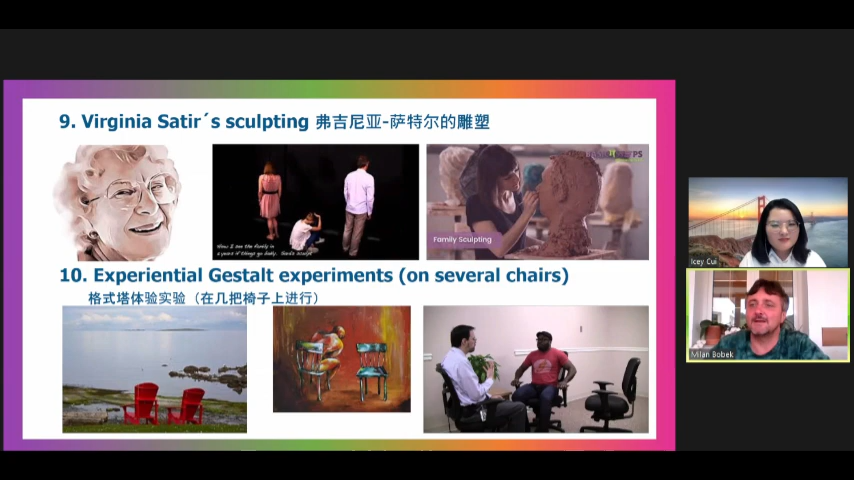 9. Virginia Satir´s sculpting 弗吉尼亚-萨特尔的雕塑
Family Sculpting
10. Experiential Gestalt experiments (on several chairs)
格式塔体验实验（在几把椅子上进行）
Icey Cui
Milan Bobek